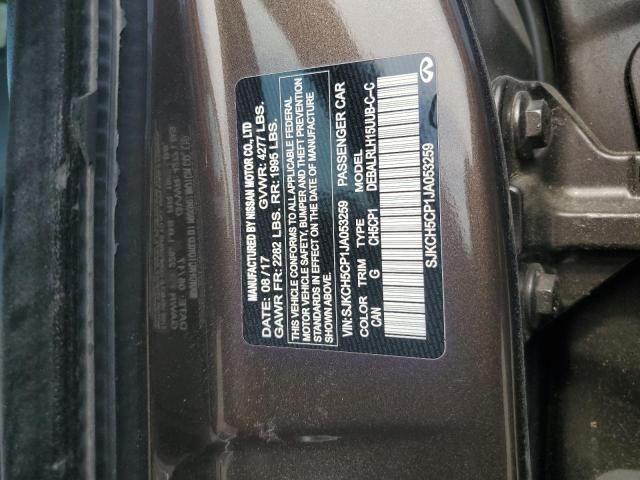 MANUFACTURED BY NISSAN MOTOR CO., LTD
DATE: 08/17 GVWR: 4277 LBS.
GAWR FR: 2282 LBS. RR: 1995 LBS.
THIS VEHICLE CONFORMS TO ALL APPLICABLE FEDERAL
MOTOR VEHICLE SAFETY, BUMPER AND THEFT PREVENTION
STANDARDS IN EFFECT ON THE DATE OF MANUFACTURE
SHOWN ABOVE.
VIN: SJKCH5CP1JA053259 PASSENGER CAR
COLOR TRIM TYPE MODEL
CAN G CH5CP1 DEBALRLH15UUB-C-C
SJKCH5CP1JA053259